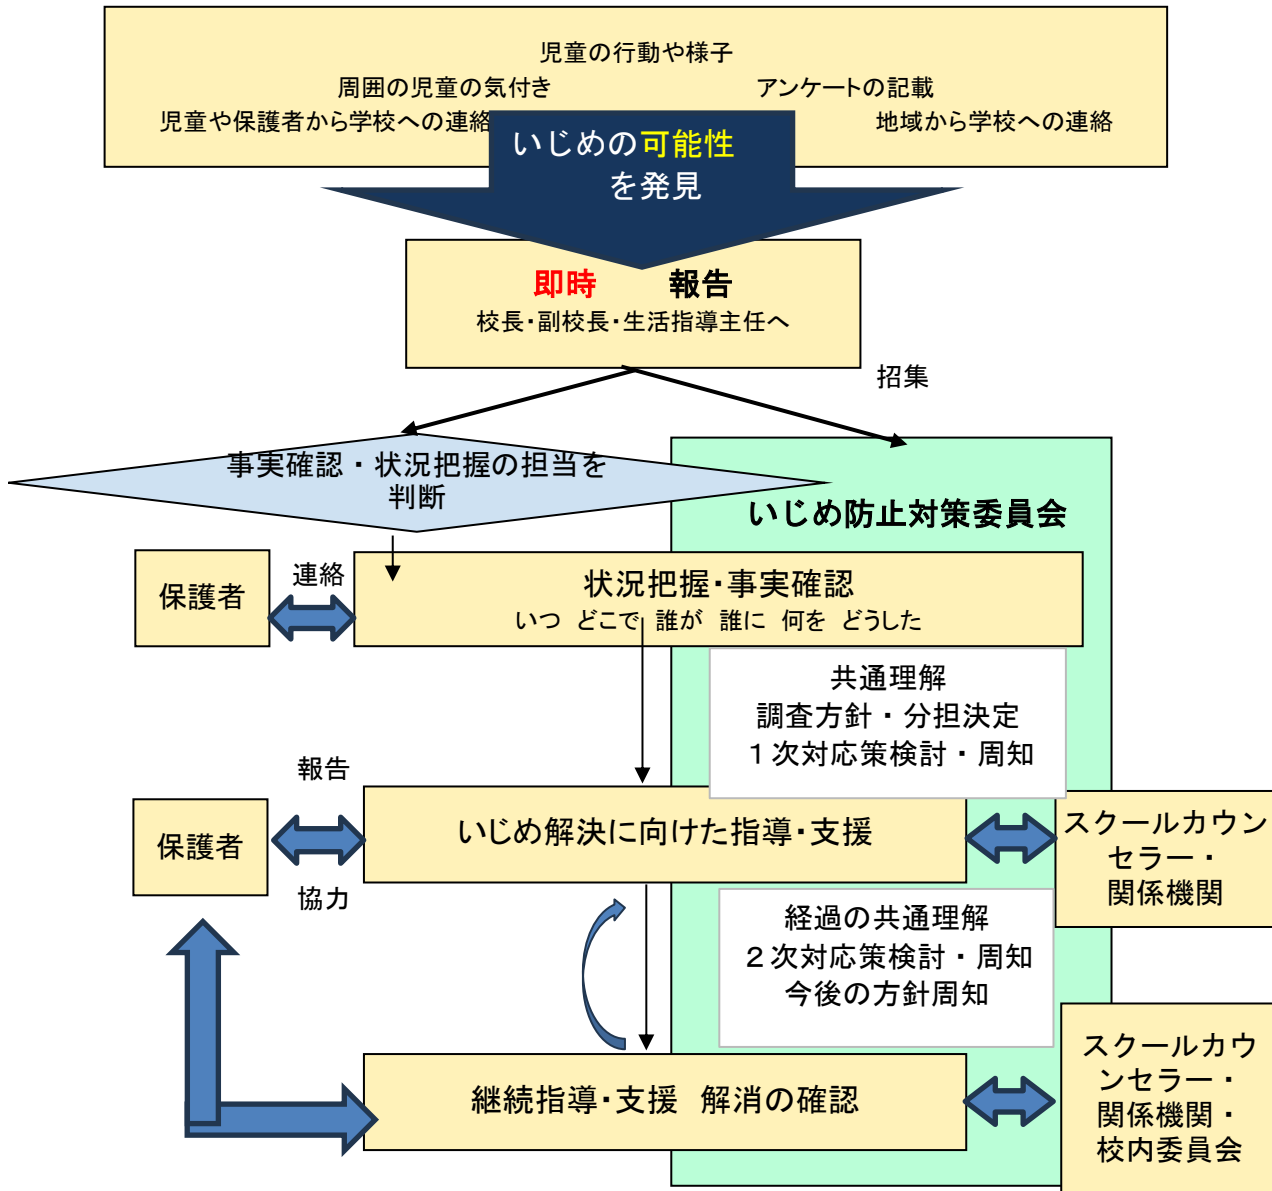 児童の行動や様子
周囲の児童の気付き　アンケートの記載
児童や保護者から学校への連絡　地域から学校への連絡
いじめの可能性
を発見
即時　報告
校長・副校長・生活指導主任へ
招集
事実確認・状況把握の担当を
判断
いじめ防止対策委員会
保護者
連絡
状況把握・事実確認
いつ　どこで　誰が　誰に　何を　どうした
共通理解
調査方針・分担決定
１次対応策検討・周知
報告
保護者
協力
いじめ解決に向けた指導・支援
スクールカウン
セラー・
関係機関
経過の共通理解
２次対応策検討・周知
今後の方針周知
継続指導・支援　解消の確認
スクールカウ
ンセラー・
関係機関・
校内委員会